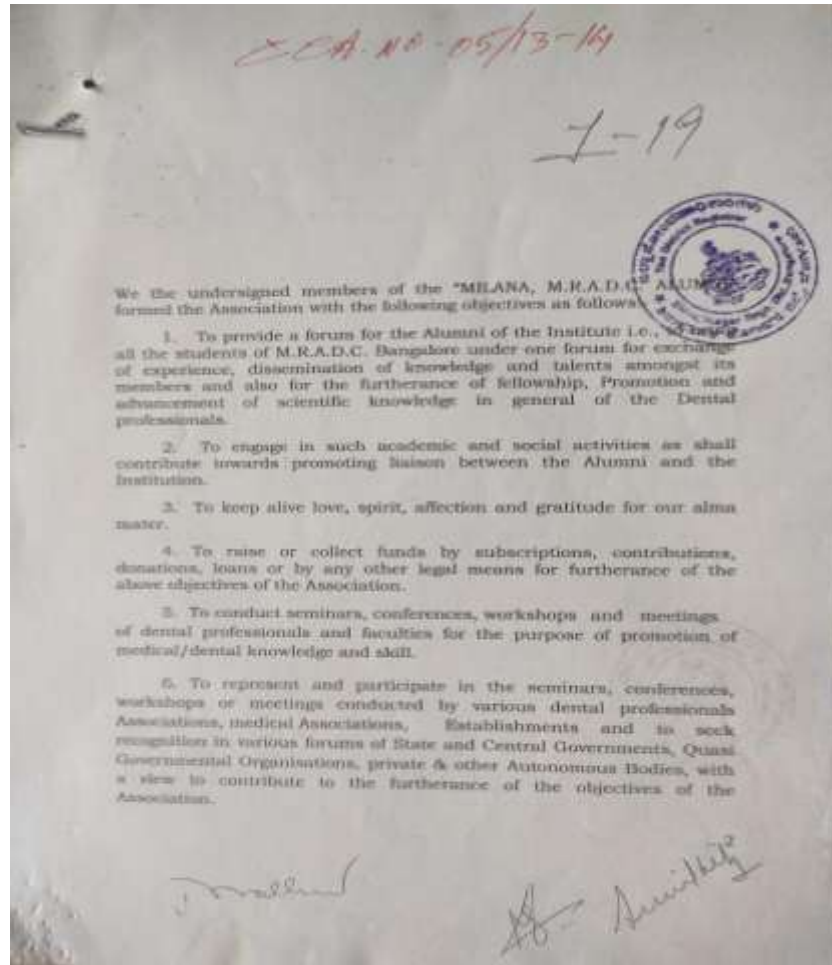 NO-05/13-14
1-19
The District Registrar
We the undersigned members of the "MILANA, M.R.A.D.C. ALUM
formed the Association with the following objectives as follows
1. To provide a forum for the Alumni of the Institute i.e., to
all the students of M.R.A.D.C. Bangalore under one forum for exchange
of experience, dissemination of knowledge and talents amongst its
members and also for the furtherance of fellowship, Promotion and
advancement of scientific knowledge in general of the Dental
professionals.
2. To engage in such academic and social activities as shall
contribute towards promoting liaison between the Alumni and the
Institution.
3. To keep alive love, spirit, affection and gratitude for our alma
mater.
4. To raise or collect funds by subscriptions, contributions,
donations, loans or by any other legal means for furtherance of the
above objectives of the Association.
5. To conduct seminars, conferences, workshops and meetings
of dental professionals and faculties for the purpose of promotion of
medical/dental knowledge and skill.
6. To represent and participate in the seminars, conferences,
workshops or meetings conducted by various dental professionals
Associations, medical Associations, Establishments and to seek
recognition in various forums of State and Central Governments, Quasi
Governmental Organisations, private & other Autonomous Bodies, with
a view to contribute to the furtherance of the objectives of the
Association.